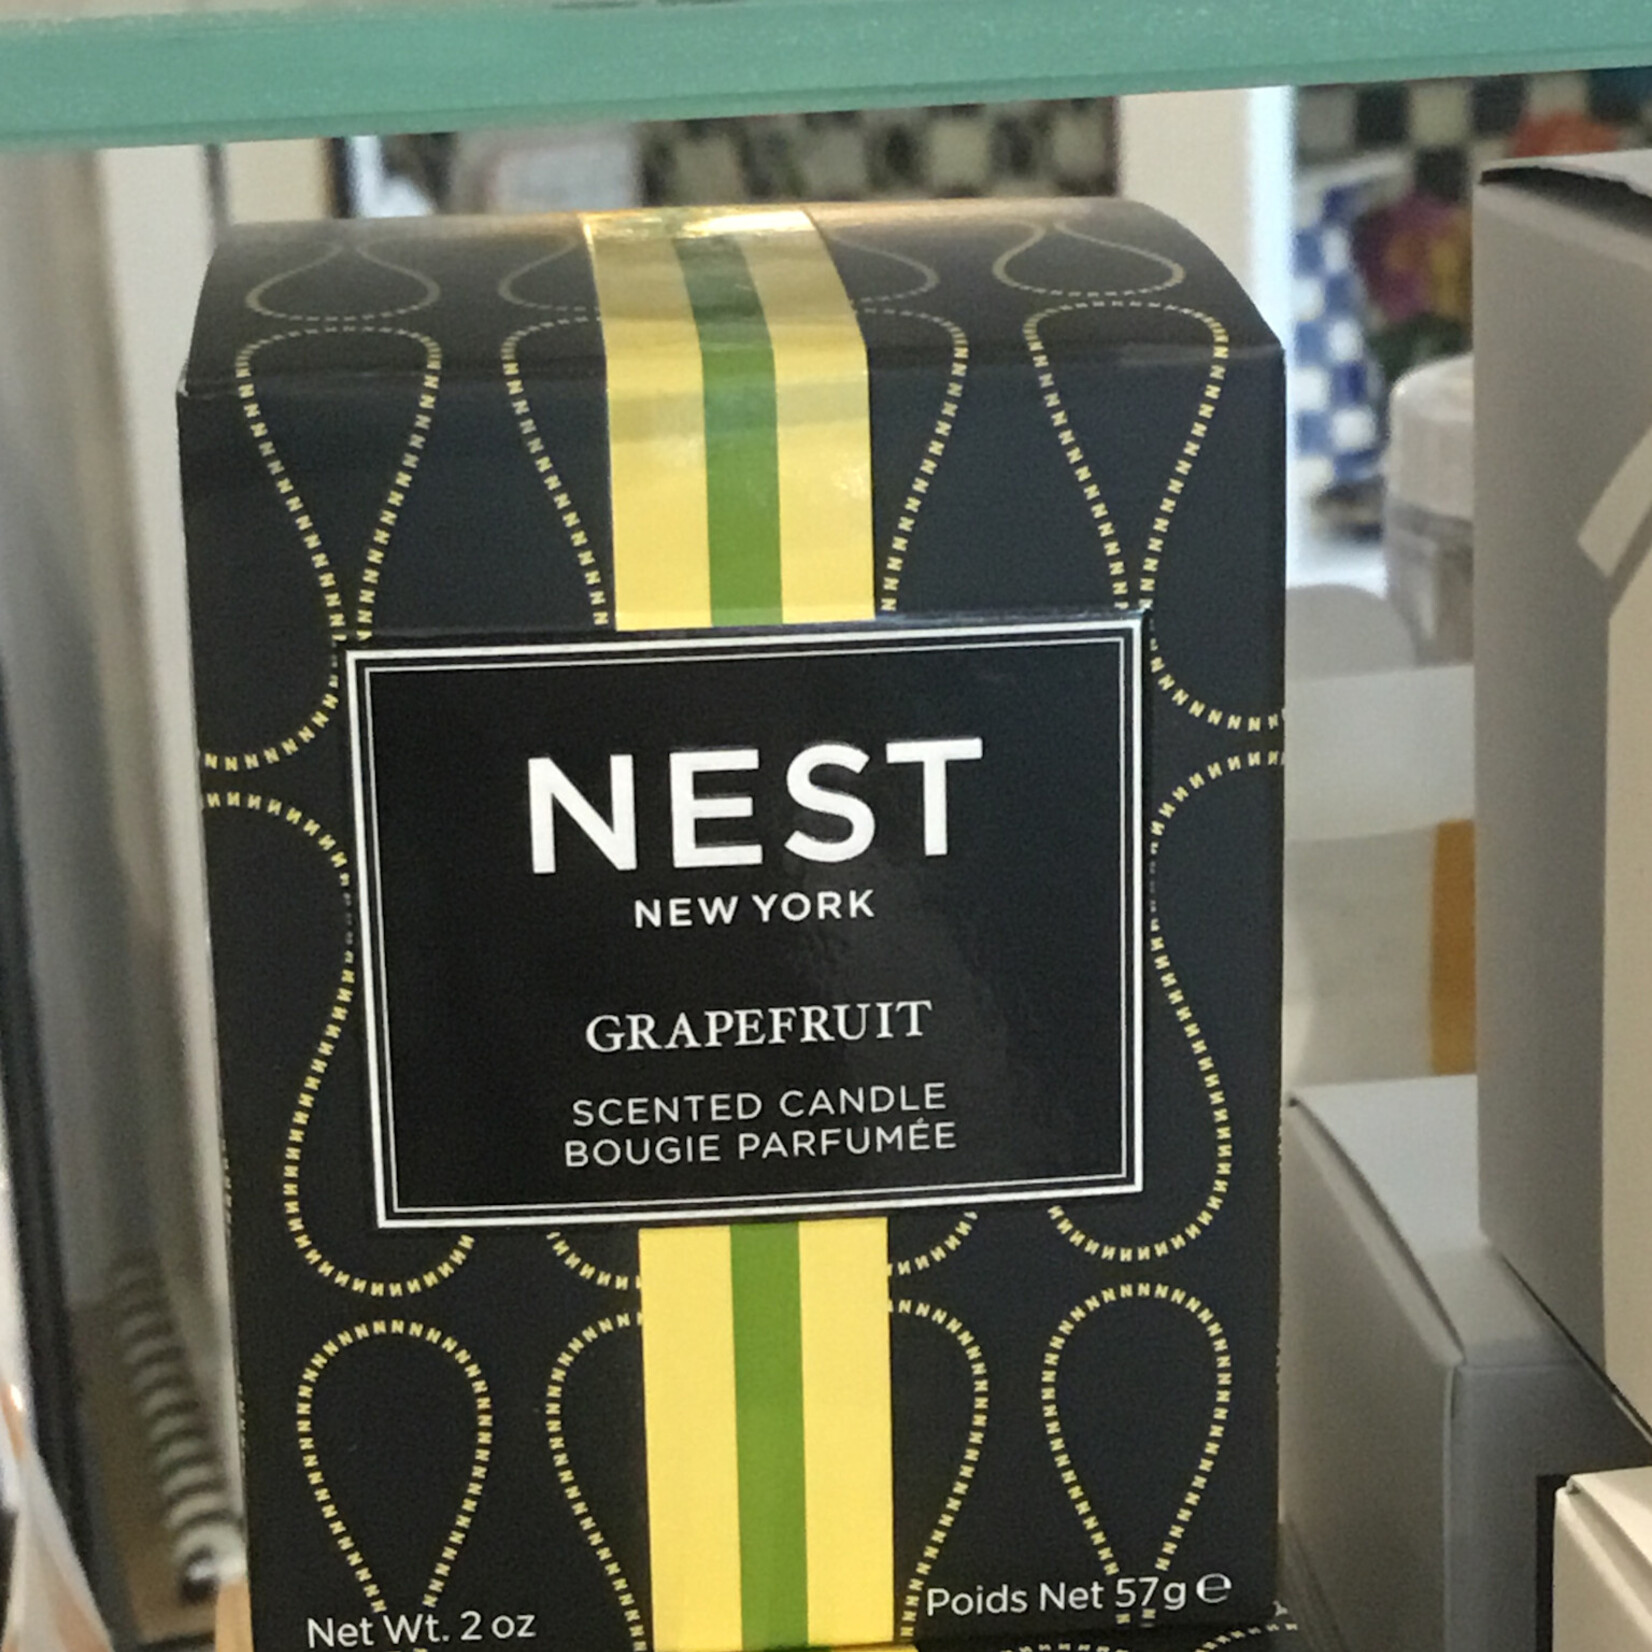 NEST
NEW YORK
GRAPEFRUIT
SCENTED CANDLE
BOUGIE PARFUMÉE
Net Wt. 2 oz
Poids Net 57g ℮